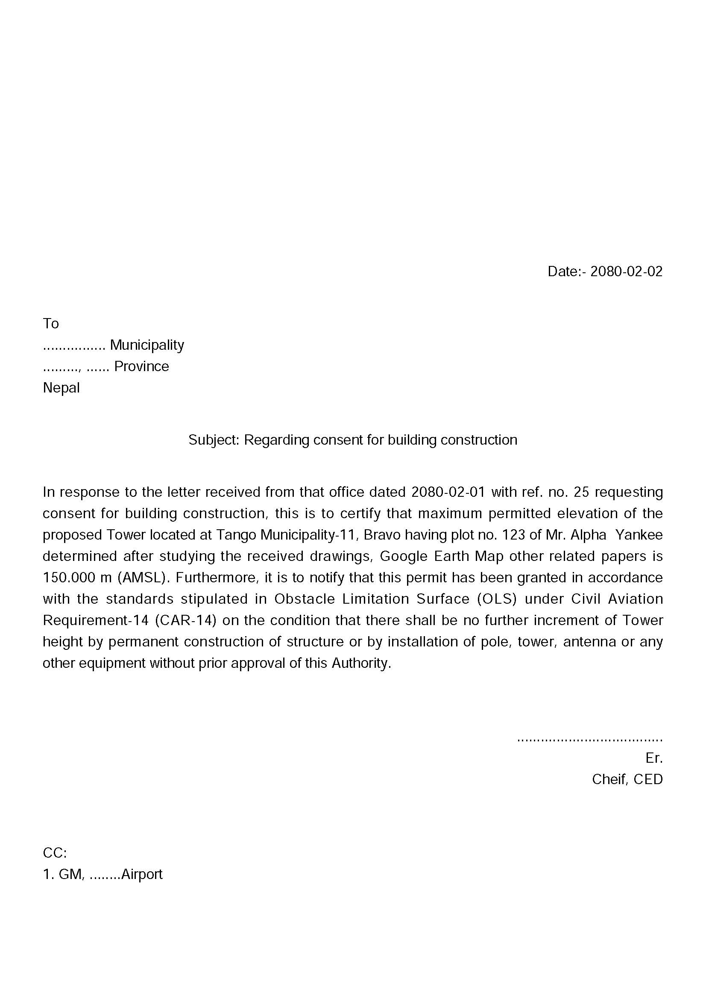 Date:- 2080-02-02
To
................ Municipality
........., ...... Province
Nepal
Subject: Regarding consent for building construction
In response to the letter received from that office dated 2080-02-01 with ref. no. 25 requesting
consent for building construction, this is to certify that maximum permitted elevation of the
proposed Tower located at Tango Municipality-11, Bravo having plot no. 123 of Mr. Alpha  Yankee
determined after studying the received drawings, Google Earth Map other related papers is
150.000 m (AMSL). Furthermore, it is to notify that this permit has been granted in accordance
with the standards stipulated in Obstacle Limitation Surface (OLS) under Civil Aviation
Requirement-14 (CAR-14) on the condition that there shall be no further increment of Tower
height by permanent construction of structure or by installation of pole, tower, antenna or any
other equipment without prior approval of this Authority.
.....................................
Er.
Cheif, CED
CC:
1. GM, ........Airport